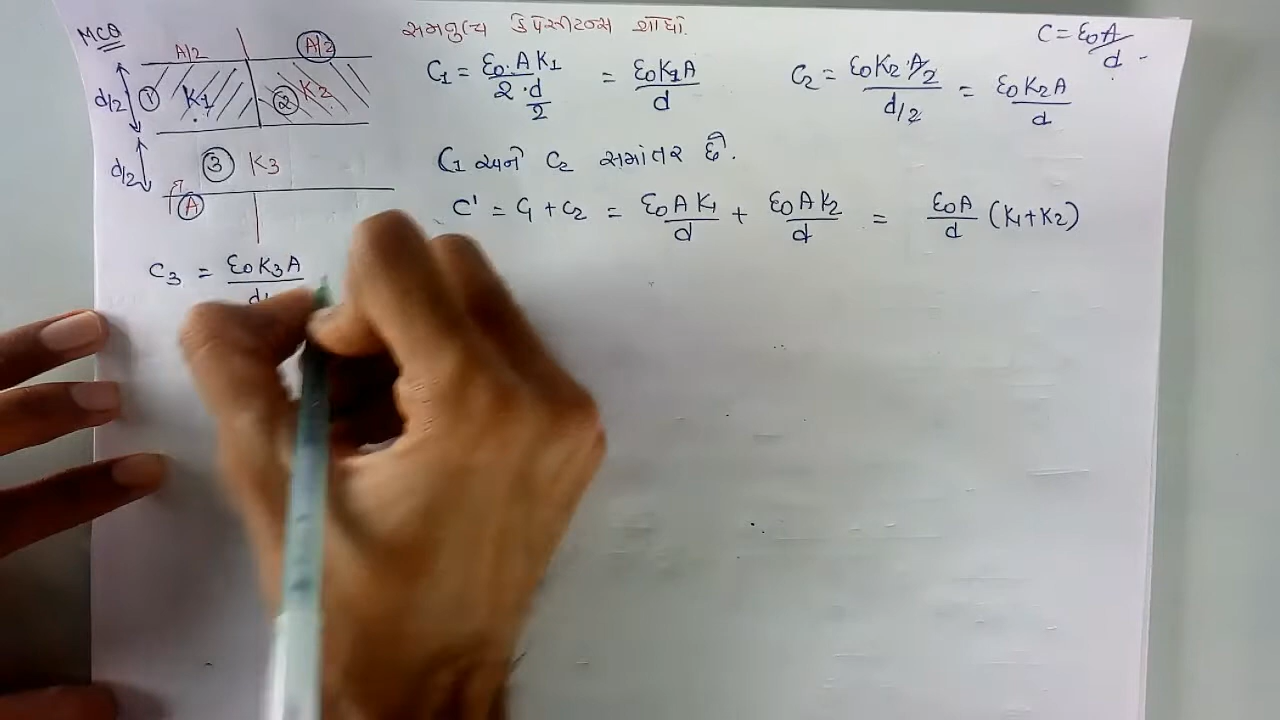 MCQ
સમતુલ્ય કેપેસીટન્સ શોધો.
C = ε0A/d
A/2 A/2
d/2 ① K1 ② K2
d/2 ③ K3
A
C1 = ε0·AK1 / 2·d/2 = ε0K1A/d
C2 = ε0K2·A/2 / d/2 = ε0K2A/d
C1 અને C2 સમાંતર છે.
C' = C1 + C2 = ε0AK1/d + ε0AK2/d = ε0A/d (K1+K2)
C3 = ε0K3A/d